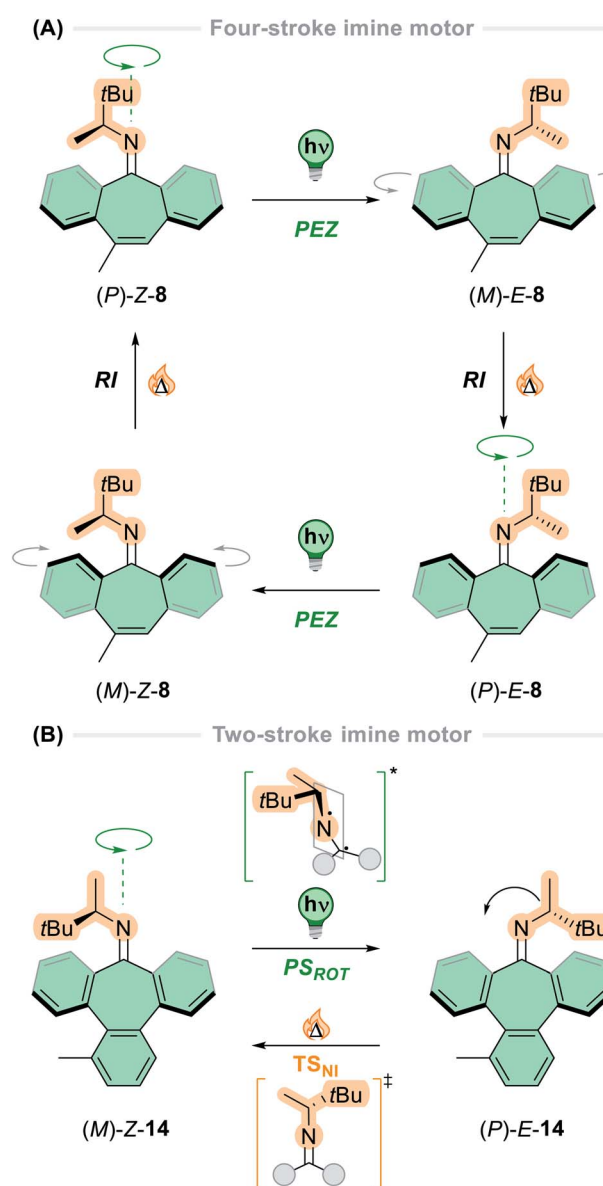 (A) Four-stroke imine motor
tBu
N
hν
PEZ
tBu
N
(P)-Z-8
(M)-E-8
RI
Δ
RI
Δ
tBu
N
hν
PEZ
tBu
N
(M)-Z-8
(P)-E-8
(B) Two-stroke imine motor
*
tBu
N
tBu
N
hν
PSROT
tBu
N
Δ
TSNI
‡
tBu
N
(M)-Z-14
(P)-E-14